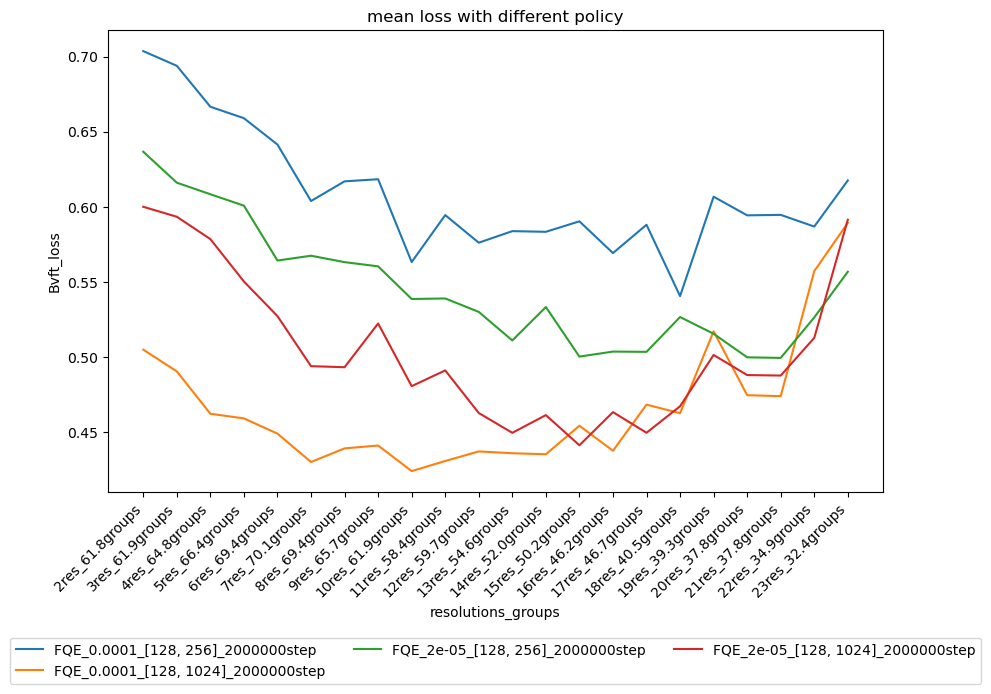 mean loss with different policy
0.70
0.65
0.60
0.55
0.50
0.45
Bvft_loss
2res_61.8groups
3res_61.9groups
4res_64.8groups
5res_66.4groups
6res_69.4groups
7res_70.1groups
8res_69.4groups
9res_65.7groups
10res_61.9groups
11res_58.4groups
12res_59.7groups
13res_54.6groups
14res_52.0groups
15res_50.2groups
16res_46.2groups
17res_46.7groups
18res_40.5groups
19res_39.3groups
20res_37.8groups
21res_37.8groups
22res_34.9groups
23res_32.4groups
resolutions_groups
FQE_0.0001_[128, 256]_2000000step
FQE_0.0001_[128, 1024]_2000000step
FQE_2e-05_[128, 256]_2000000step
FQE_2e-05_[128, 1024]_2000000step